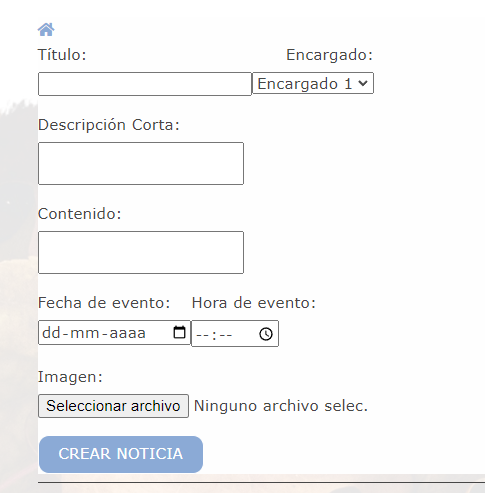 Título: Encargado:
Encargado 1
Descripción Corta:
Contenido:
Fecha de evento: Hora de evento:
dd-mm-aaaa --:--
Imagen:
Seleccionar archivo Ninguno archivo selec.
CREAR NOTICIA